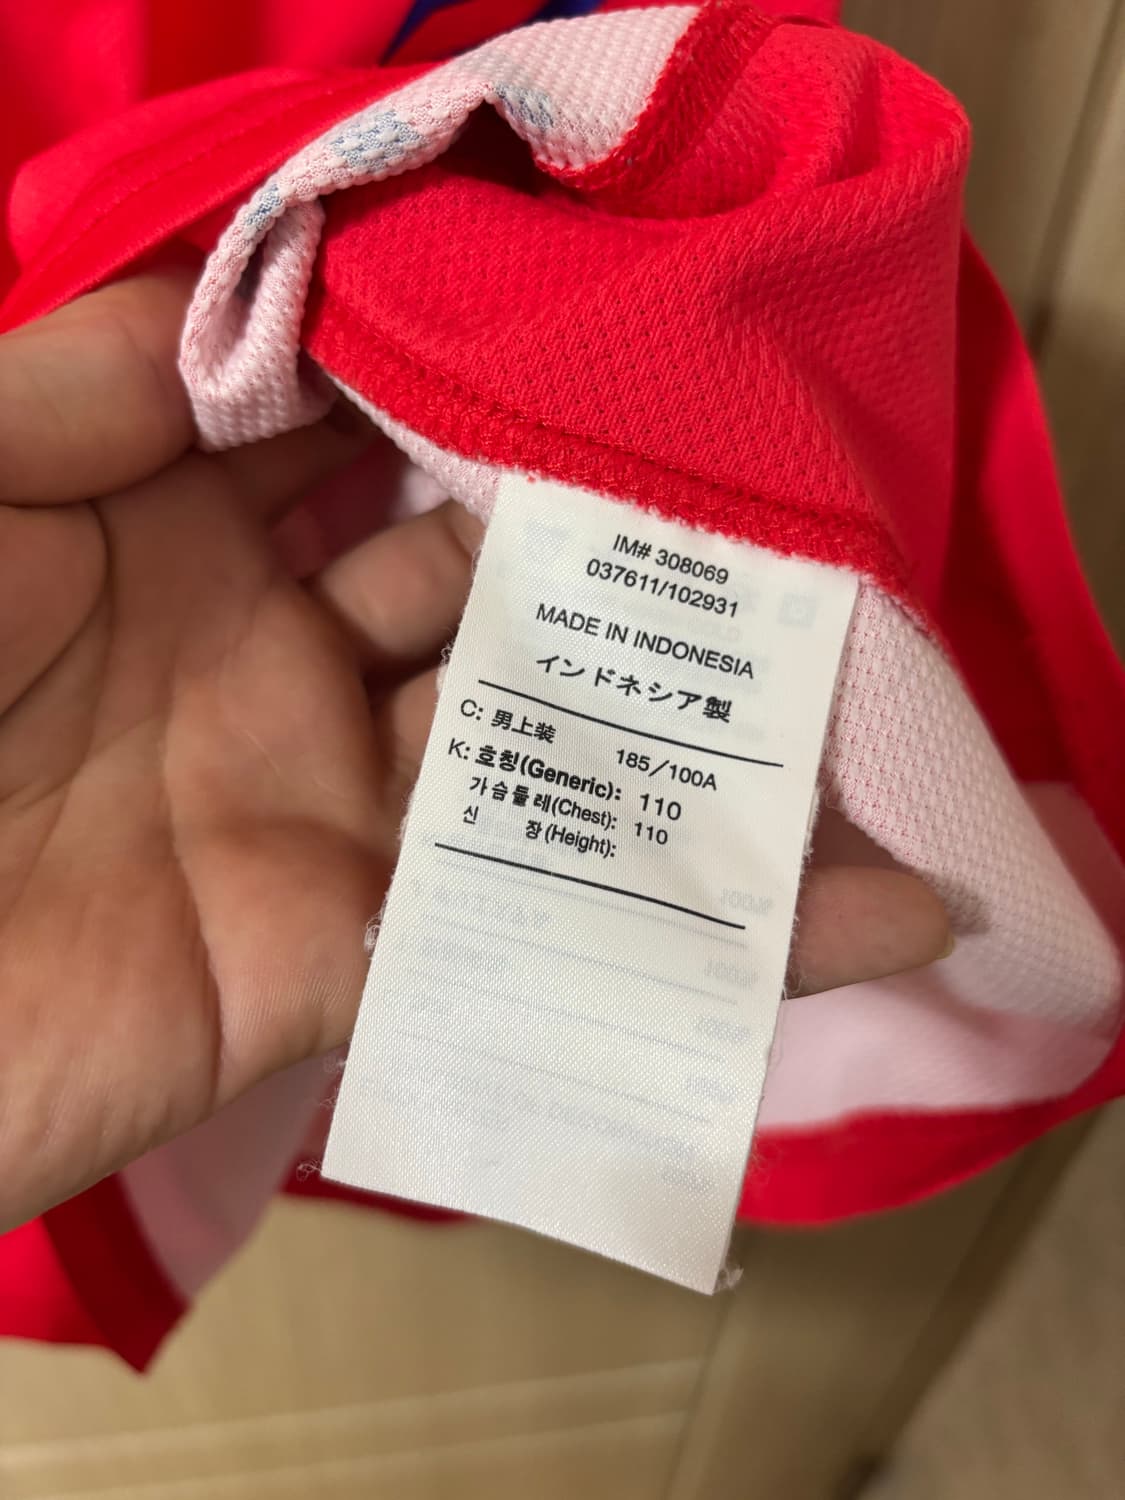 IM# 308069
037611/102931
MADE IN INDONESIA
インドネシア製
C: 男上装 185/100A
K: 호칭(Generic): 110
가슴둘레(Chest): 110
신 장(Height):